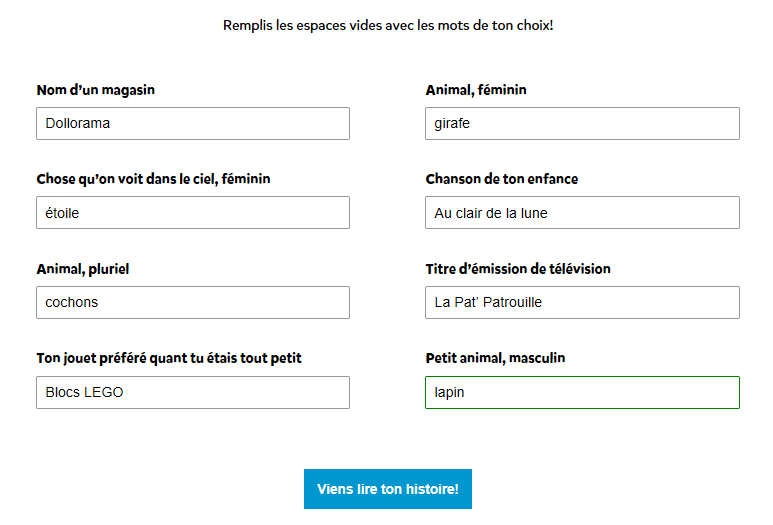 Remplis les espaces vides avec les mots de ton choix!
Nom d'un magasin
Dollorama
Animal, féminin
girafe
Chose qu'on voit dans le ciel, féminin
étoile
Chanson de ton enfance
Au clair de la lune
Animal, pluriel
cochons
Titre d'émission de télévision
La Pat' Patrouille
Ton jouet préféré quant tu étais tout petit
Blocs LEGO
Petit animal, masculin
lapin
Viens lire ton histoire!